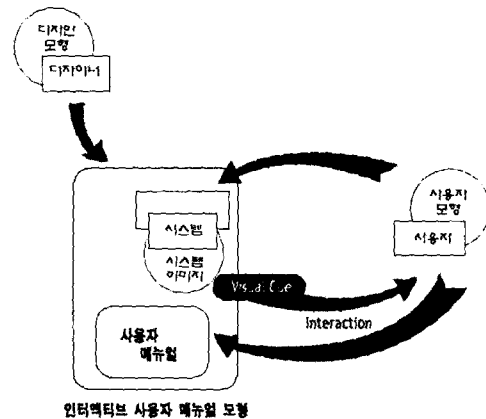 디자인
모형
디자이너
사용자
모형
사용자
시스템
시스템
이미지
Visual Cue
Interaction
사용자
매뉴얼
인터랙티브 사용자 매뉴얼 모형